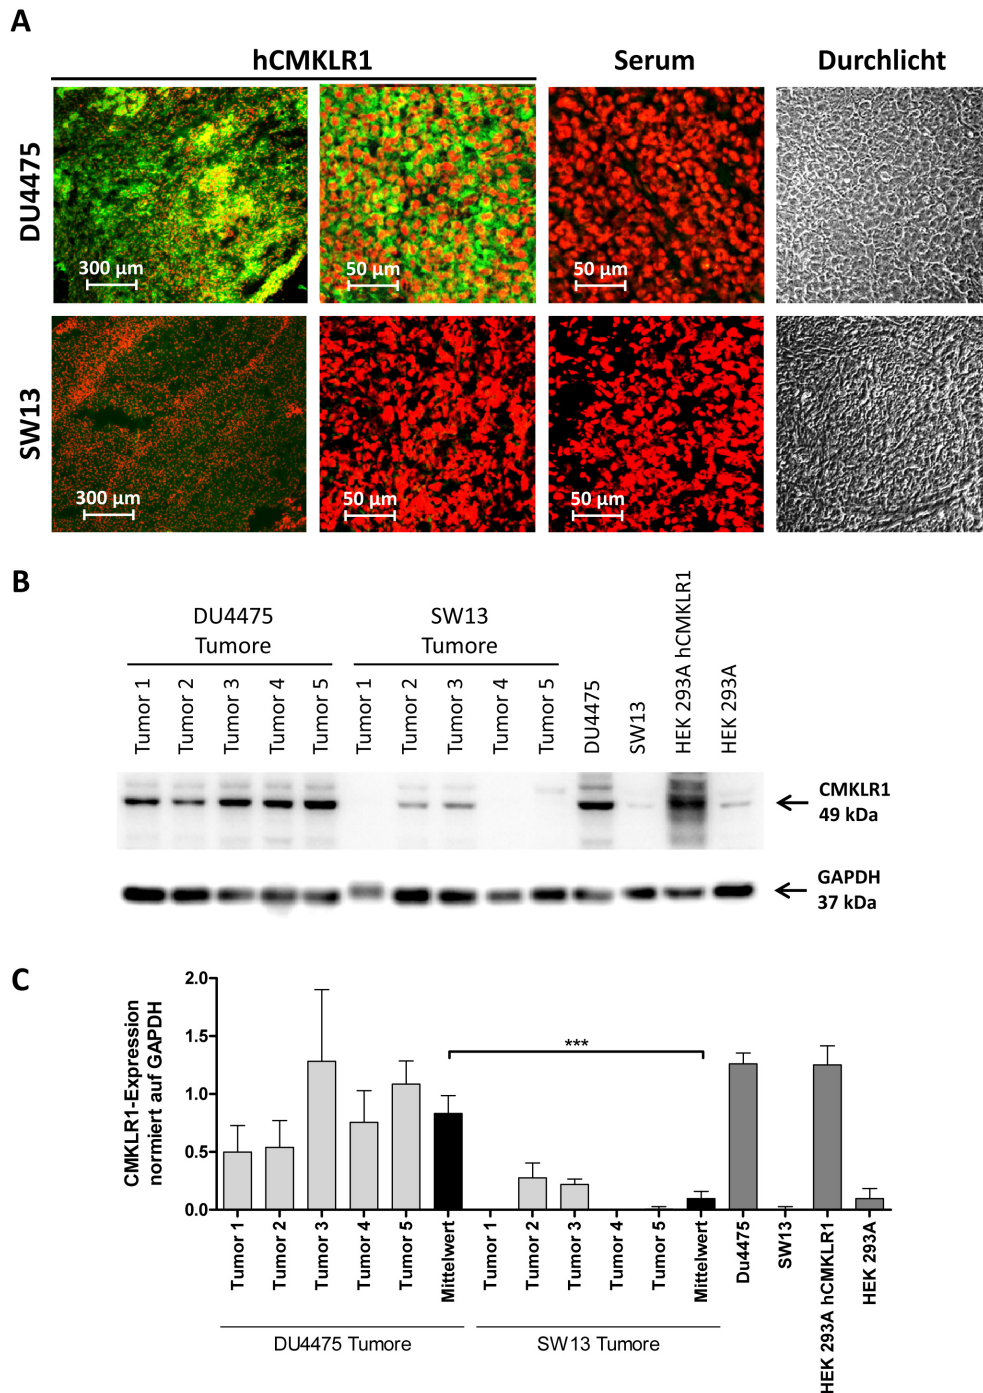 A
hCMKLR1
Serum
Durchlicht
DU4475
300 µm
50 µm
50 µm
SW13
300 µm
50 µm
50 µm
B
DU4475
Tumore
SW13
Tumore
Tumor 1
Tumor 2
Tumor 3
Tumor 4
Tumor 5
Tumor 1
Tumor 2
Tumor 3
Tumor 4
Tumor 5
DU4475
SW13
HEK 293A hCMKLR1
HEK 293A
CMKLR1
49 kDa
GAPDH
37 kDa
C
CMKLR1-Expression
normiert auf GAPDH
2.0
1.5
1.0
0.5
0.0
***
Tumor 1
Tumor 2
Tumor 3
Tumor 4
Tumor 5
Mittelwert
Tumor 1
Tumor 2
Tumor 3
Tumor 4
Tumor 5
Mittelwert
Du4475
SW13
HEK 293A hCMKLR1
HEK 293A
DU4475 Tumore
SW13 Tumore